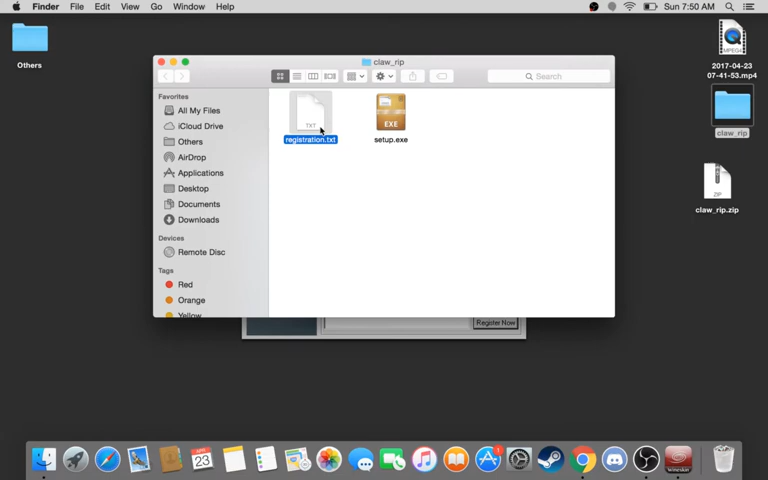 Finder File Edit View Go Window Help
Sun 7:50 AM
Others
claw_rip
Search
Favorites
All My Files
iCloud Drive
Others
AirDrop
Applications
Desktop
Documents
Downloads
Devices
Remote Disc
Tags
Red
Orange
Yellow
TXT
registration.txt
EXE
setup.exe
MPEG4
2017-04-23
07-41-53.mp4
claw_rip
ZIP
claw_rip.zip
Register Now
23
1
wineskin